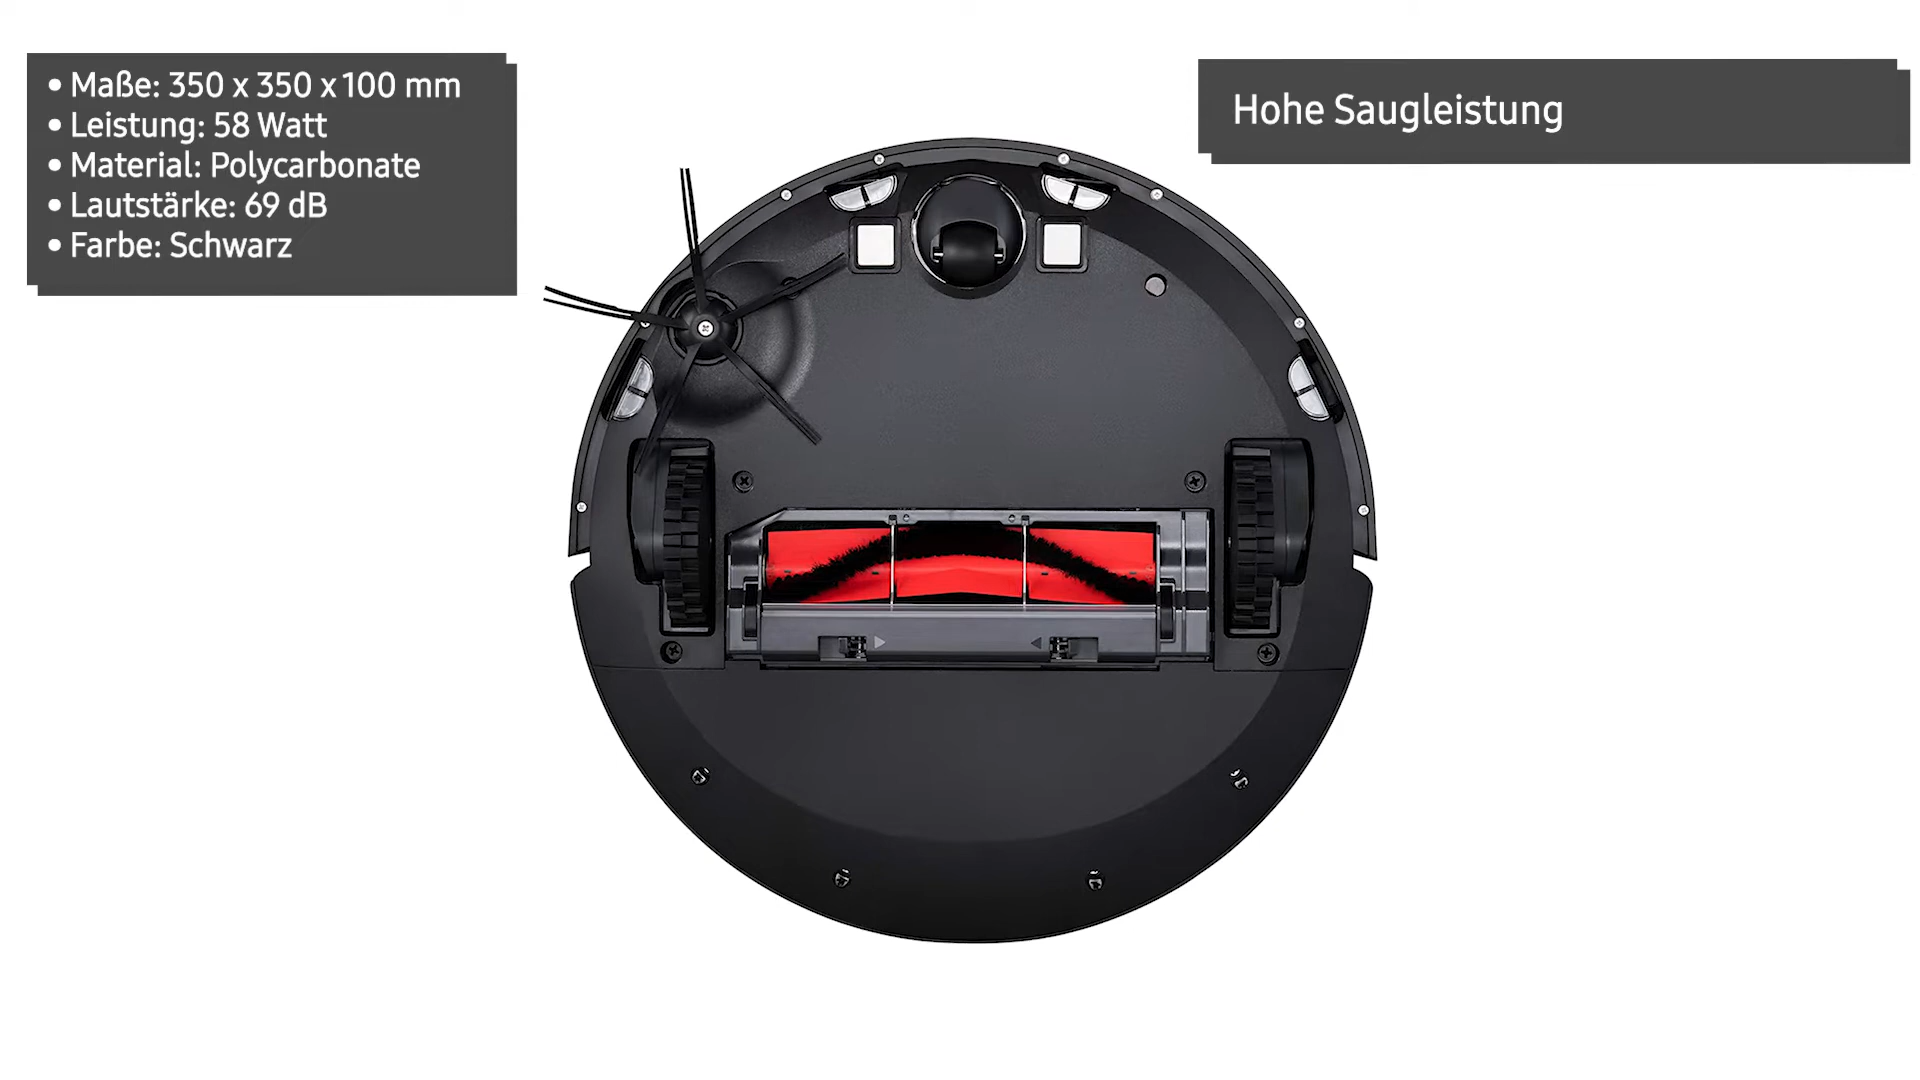 • Maße: 350 x 350 x 100 mm
• Leistung: 58 Watt
• Material: Polycarbonate
• Lautstärke: 69 dB
• Farbe: Schwarz
Hohe Saugleistung